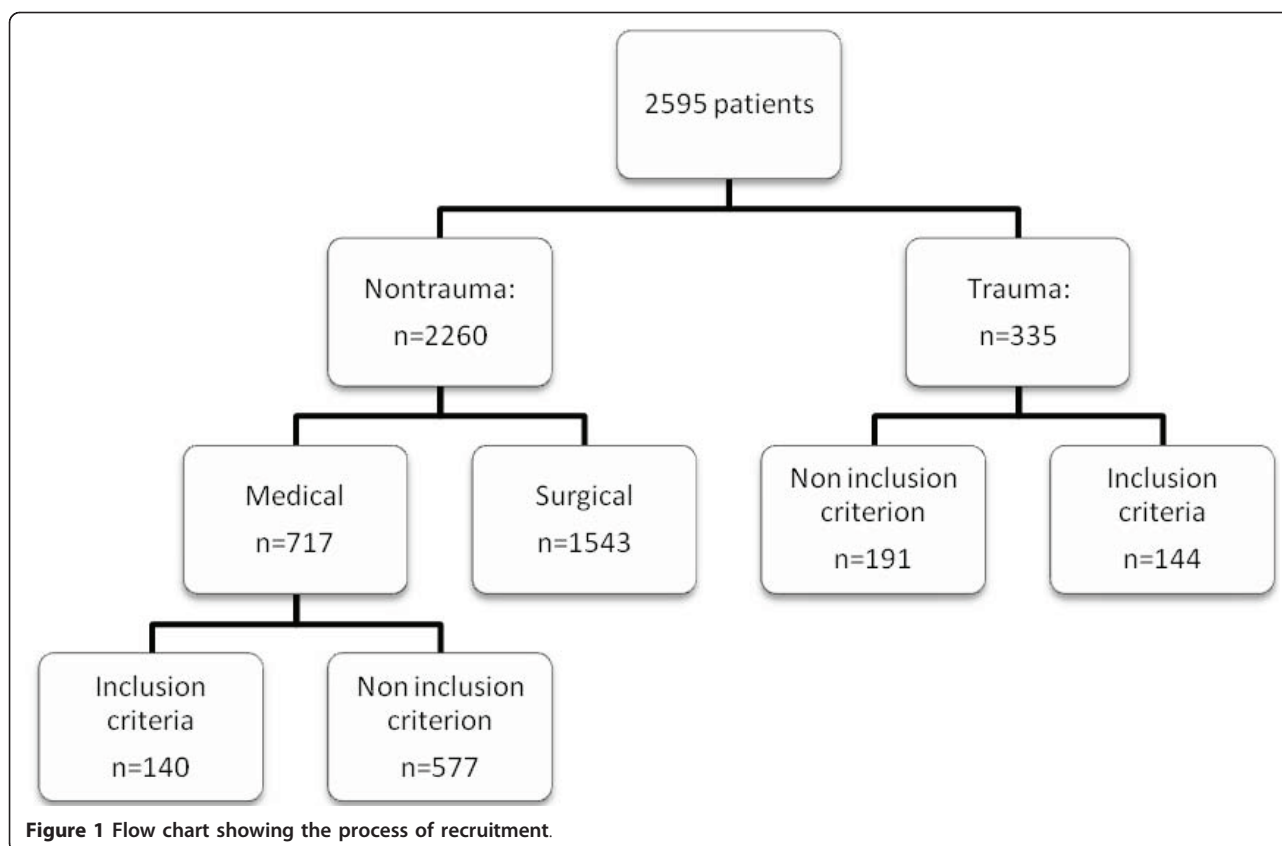 2595 patients
Nontrauma:
n=2260
Trauma:
n=335
Medical
n=717
Surgical
n=1543
Non inclusion
criterion
n=191
Inclusion
criteria
n=144
Inclusion
criteria
n=140
Non inclusion
criterion
n=577
Figure 1 Flow chart showing the process of recruitment.